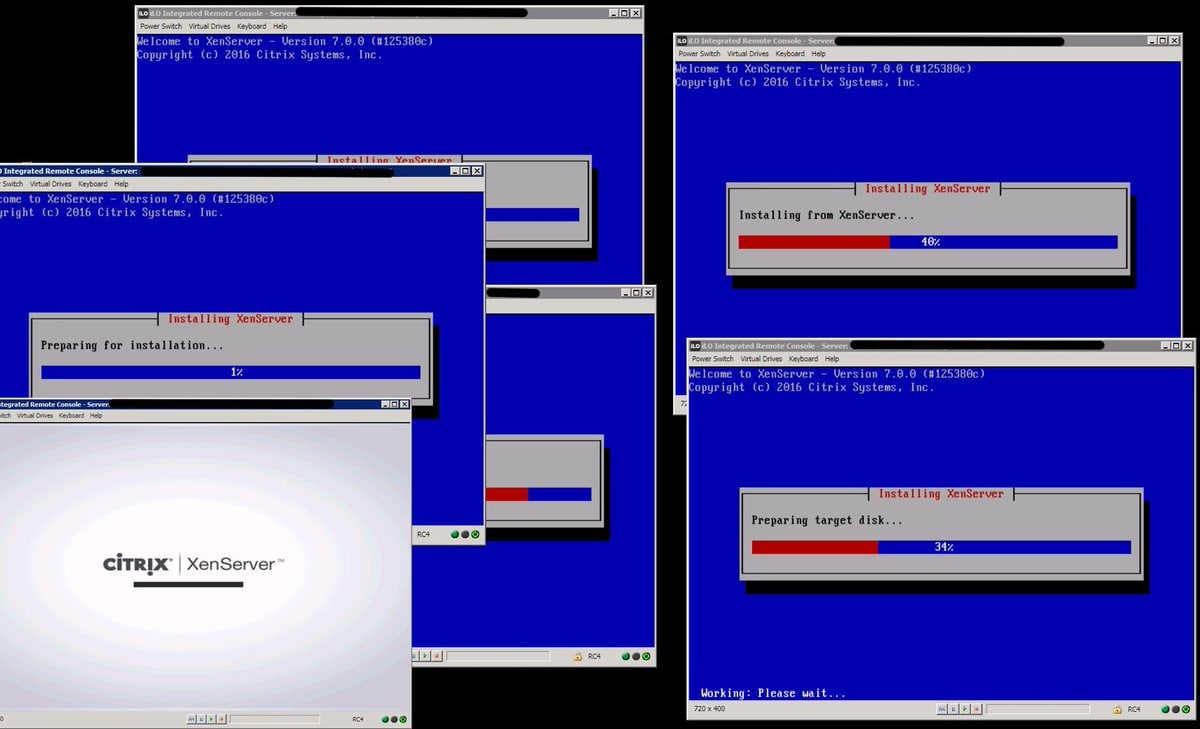 iLO Integrated Remote Console - Server:
Power Switch Virtual Drives Keyboard Help
Welcome to XenServer - Version 7.0.0 (#125380c)
Copyright (c) 2016 Citrix Systems, Inc.
Installing XenServer
iLO Integrated Remote Console - Server:
Power Switch Virtual Drives Keyboard Help
Welcome to XenServer - Version 7.0.0 (#125380c)
Copyright (c) 2016 Citrix Systems, Inc.
Installing XenServer
Installing from XenServer...
40%
72
O Integrated Remote Console - Server:
Switch Virtual Drives Keyboard Help
come to XenServer - Version 7.0.0 (#125380c)
yright (c) 2016 Citrix Systems, Inc.
Installing XenServer
Preparing for installation...
1%
RC4
RC4
iLO Integrated Remote Console - Server:
Power Switch Virtual Drives Keyboard Help
Welcome to XenServer - Version 7.0.0 (#125380c)
Copyright (c) 2016 Citrix Systems, Inc.
Installing XenServer
Preparing target disk...
34%
Working: Please wait...
720 x 400
RC4
tegrated Remote Console - Server:
itch Virtual Drives Keyboard Help
CITRIX XenServer™
0
RC4